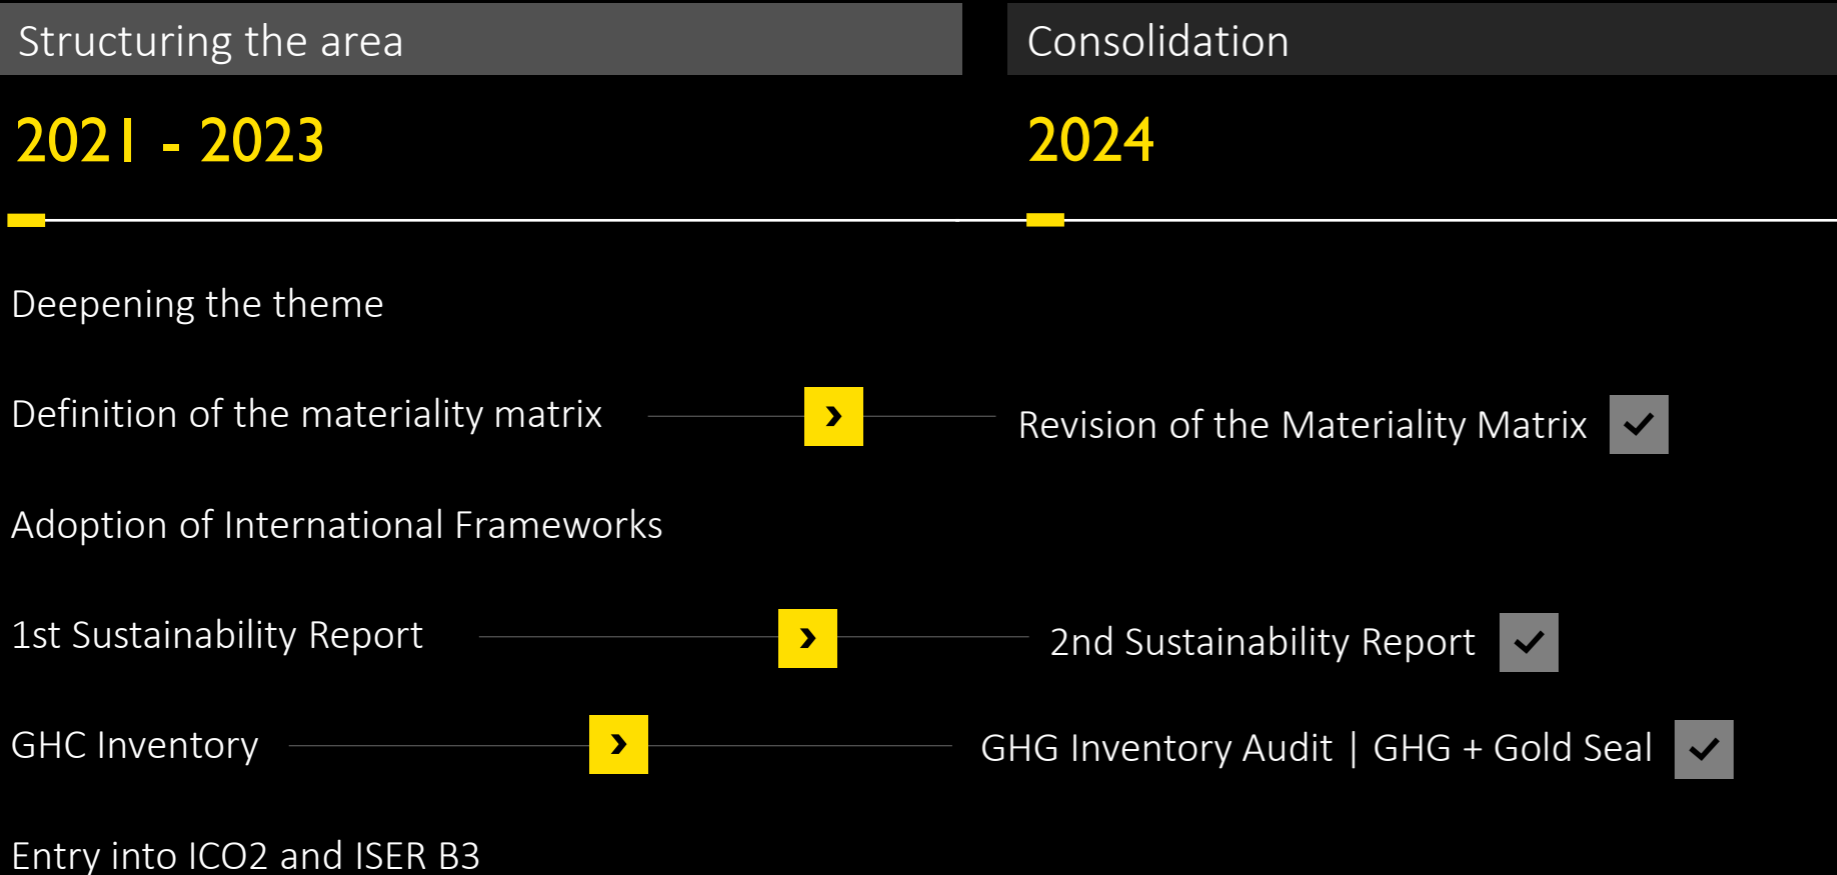 Structuring the area
Consolidation
2021 - 2023
2024
Deepening the theme
Definition of the materiality matrix
Revision of the Materiality Matrix
Adoption of International Frameworks
1st Sustainability Report
2nd Sustainability Report
GHC Inventory
GHG Inventory Audit | GHG + Gold Seal
Entry into ICO2 and ISER B3